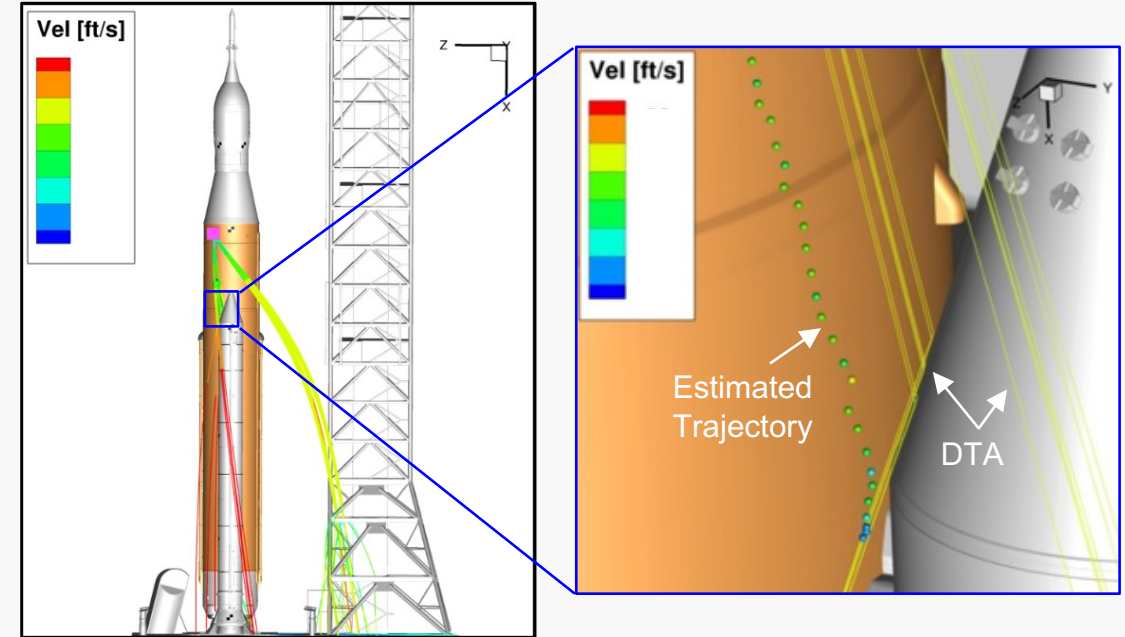 Vel [ft/s]
Z
Y
X
Vel [ft/s]
Z
Y
X
Estimated
Trajectory
DTA